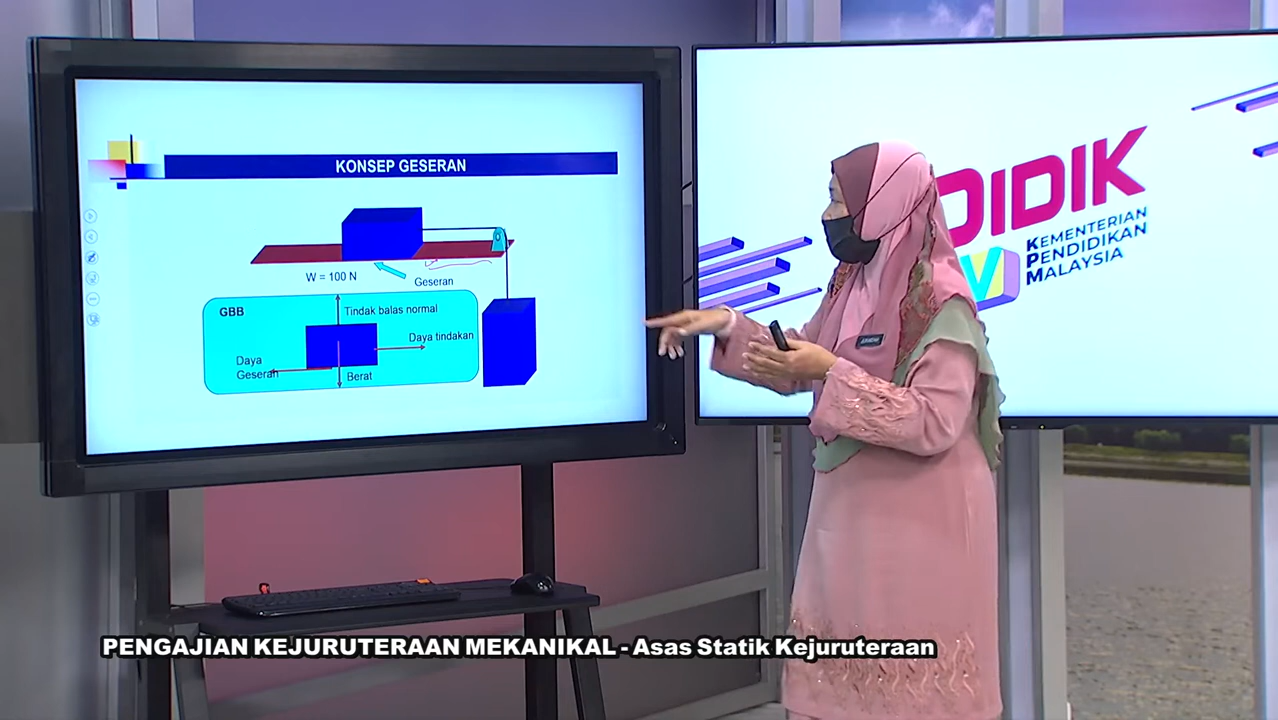 KONSEP GESERAN
W = 100 N
Geseran
GBB
Tindak balas normal
Daya tindakan
Daya
Geseran
Berat
DIDIK
TV
KEMENTERIAN
PENDIDIKAN
MALAYSIA
PENGAJIAN KEJURUTERAAN MEKANIKAL - Asas Statik Kejuruteraan